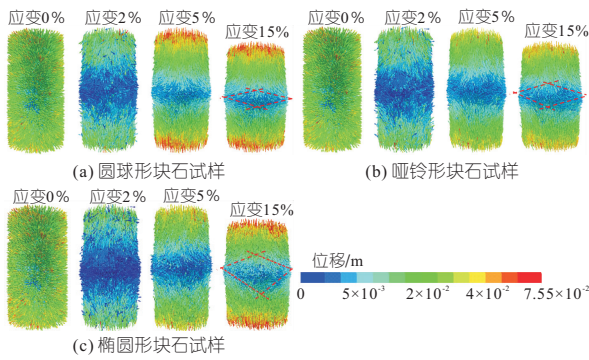 应变0% 应变2% 应变5% 应变15% 应变0% 应变2% 应变5% 应变15%
(a) 圆球形块石试样 (b) 哑铃形块石试样
应变0% 应变2% 应变5% 应变15%
位移/m
0 5×10⁻³ 2×10⁻² 4×10⁻² 7.55×10⁻²
(c) 椭圆形块石试样